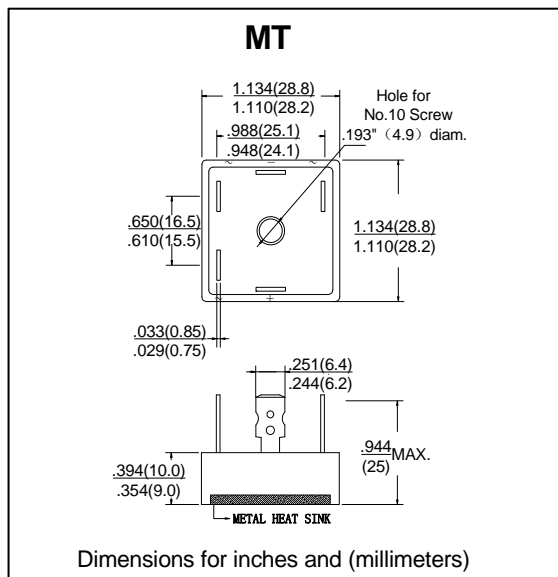 MT
1.134(28.8)
1.110(28.2)
Hole for
No.10 Screw
.193" （4.9）diam.
.988(25.1)
.948(24.1)
~ − ~
.650(16.5)
.610(15.5)
1.134(28.8)
1.110(28.2)
~ +
.033(0.85)
.029(0.75)
.251(6.4)
.244(6.2)
.944 MAX.
(25)
.394(10.0)
.354(9.0)
METAL HEAT SINK
Dimensions for inches and (millimeters)